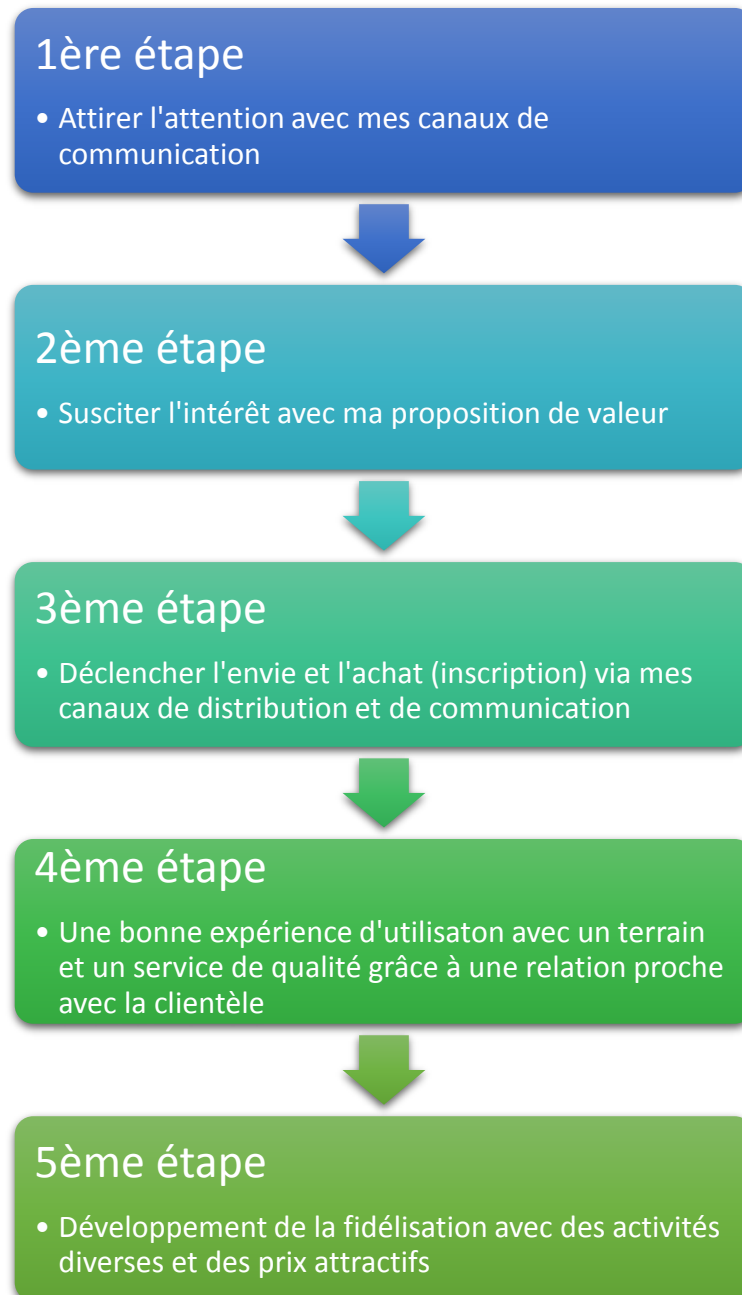 1ère étape
• Attirer l'attention avec mes canaux de
communication
2ème étape
• Susciter l'intérêt avec ma proposition de valeur
3ème étape
• Déclencher l'envie et l'achat (inscription) via mes
canaux de distribution et de communication
4ème étape
• Une bonne expérience d'utilisaton avec un terrain
et un service de qualité grâce à une relation proche
avec la clientèle
5ème étape
• Développement de la fidélisation avec des activités
diverses et des prix attractifs